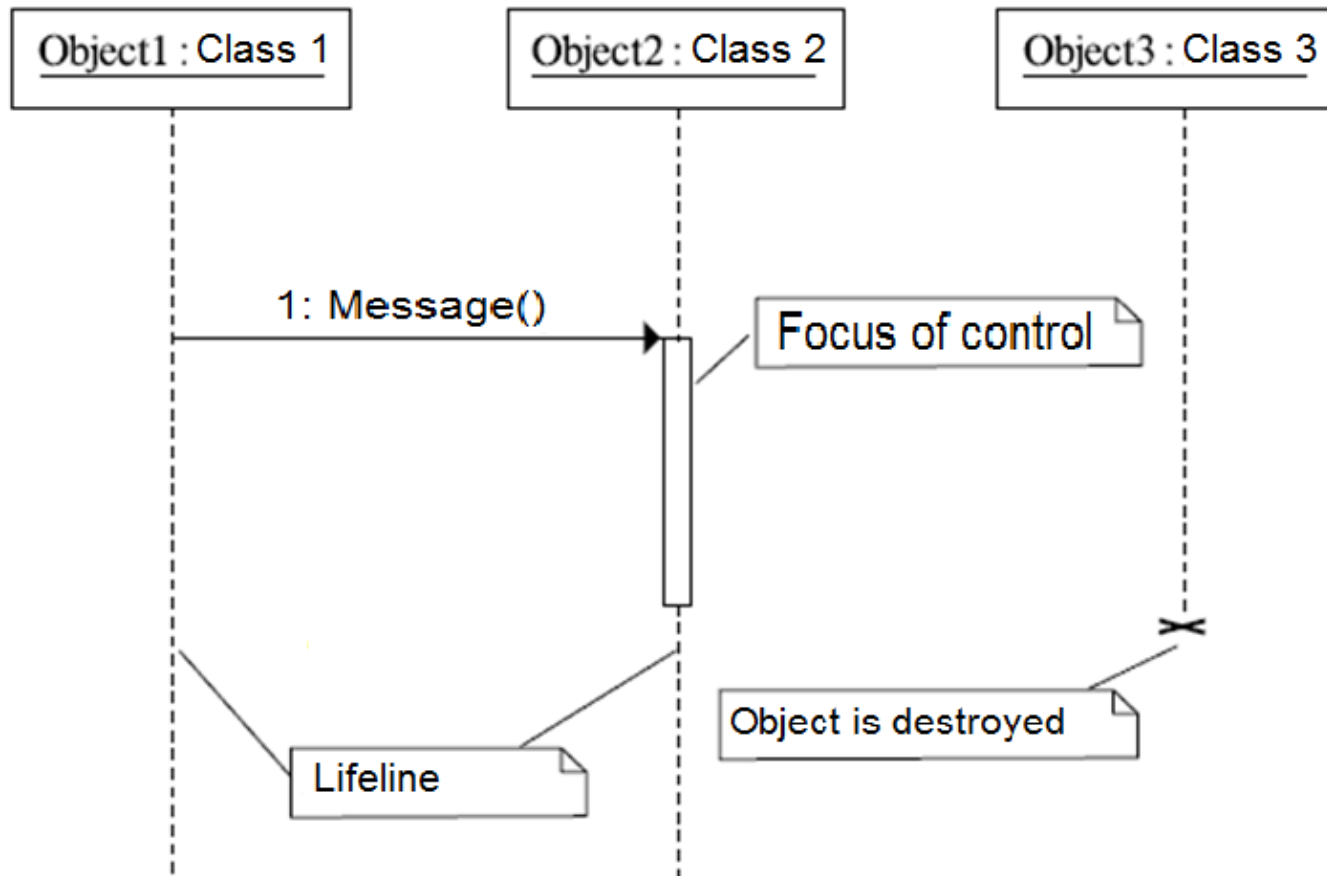 Object1 : Class 1
Object2 : Class 2
Object3 : Class 3
1: Message()
Focus of control
Object is destroyed
Lifeline